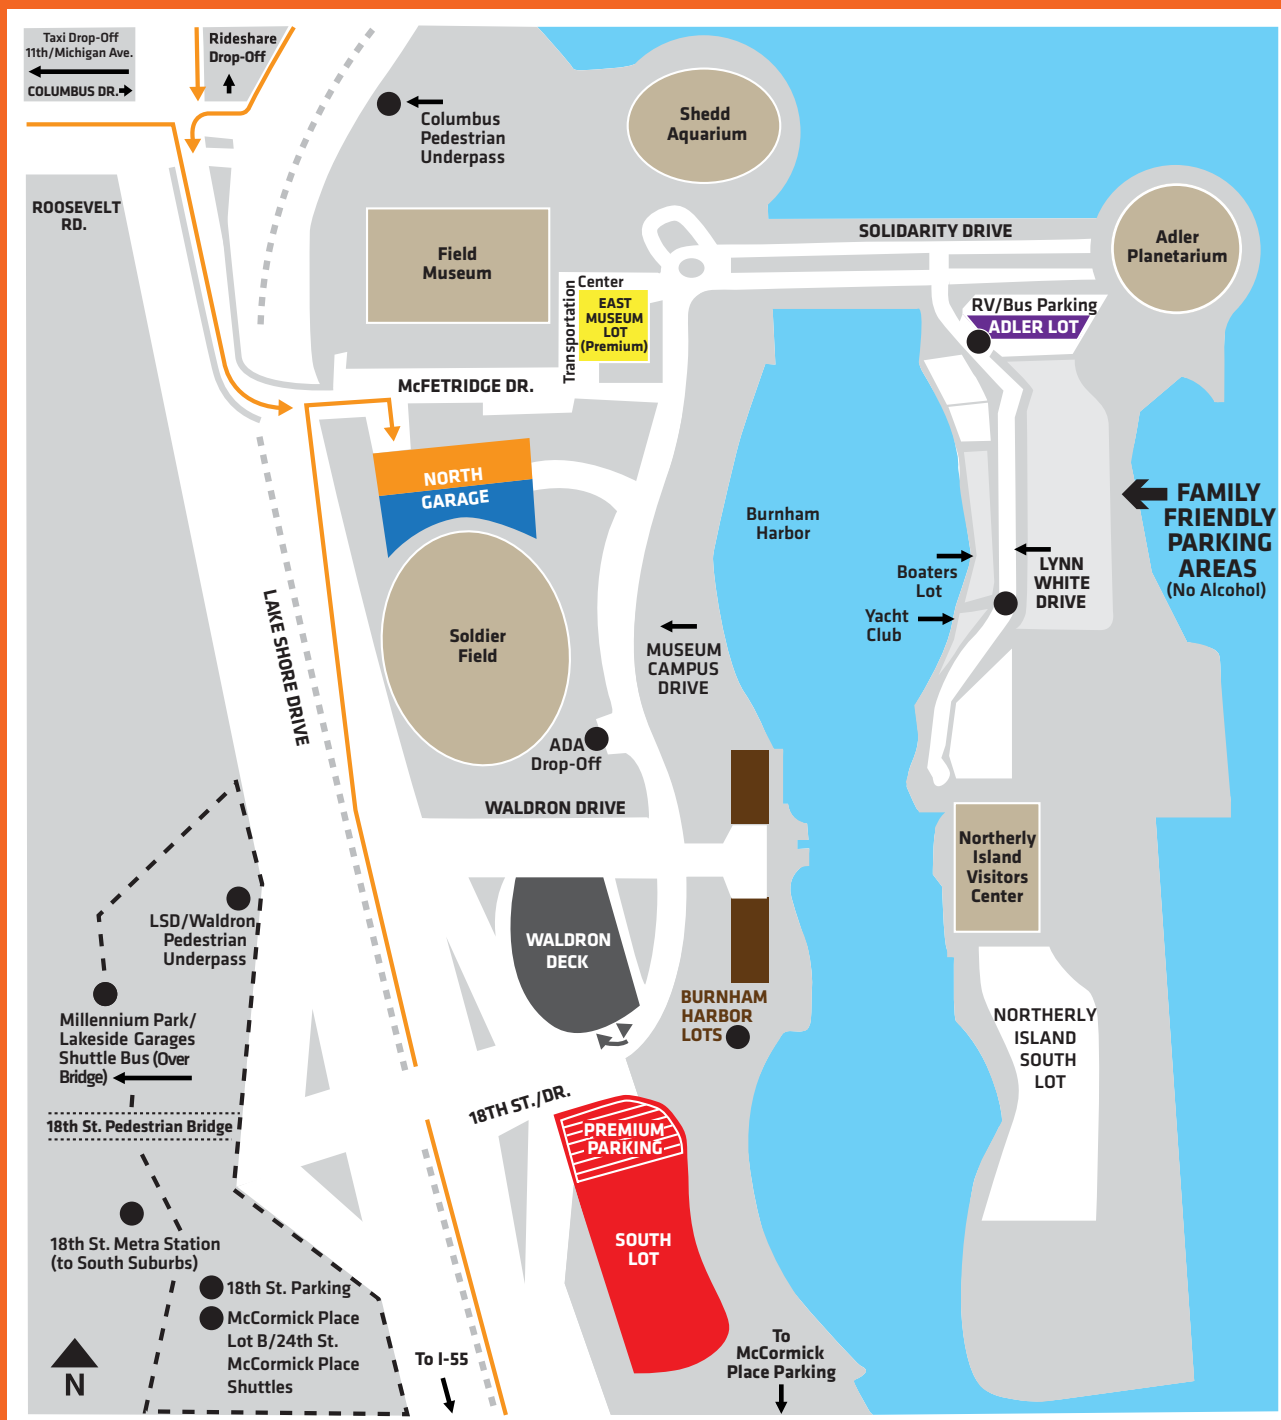 Taxi Drop-Off
11th/Michigan Ave.
COLUMBUS DR.
Rideshare
Drop-Off
Columbus
Pedestrian
Underpass
Shedd
Aquarium
ROOSEVELT
RD.
Field
Museum
SOLIDARITY DRIVE
Adler
Planetarium
Transportation
Center
EAST
MUSEUM
LOT
(Premium)
RV/Bus Parking
ADLER LOT
McFETRIDGE DR.
NORTH
GARAGE
Burnham
Harbor
FAMILY
FRIENDLY
PARKING
AREAS
(No Alcohol)
Boaters
Lot
LYNN
WHITE
DRIVE
Yacht
Club
LAKE SHORE DRIVE
Soldier
Field
MUSEUM
CAMPUS
DRIVE
ADA
Drop-Off
WALDRON DRIVE
Northerly
Island
Visitors
Center
LSD/Waldron
Pedestrian
Underpass
WALDRON
DECK
BURNHAM
HARBOR
LOTS
NORTHERLY
ISLAND
SOUTH
LOT
Millennium Park/
Lakeside Garages
Shuttle Bus (Over
Bridge)
18TH ST./DR.
18th St. Pedestrian Bridge
PREMIUM
PARKING
SOUTH
LOT
18th St. Metra Station
(to South Suburbs)
18th St. Parking
McCormick Place
Lot B/24th St.
McCormick Place
Shuttles
N
To I-55
To
McCormick
Place Parking